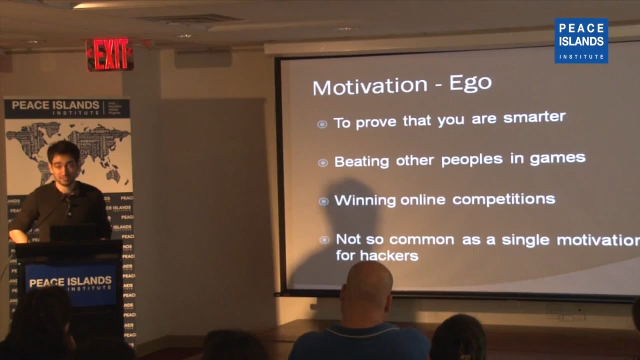 PEACE
ISLANDS
INSTITUTE
EXIT
PEACE ISLANDS
INSTITUTE
Motivation - Ego
To prove that you are smarter
Beating other peoples in games
Winning online competitions
Not so common as a single motivation
for hackers
PEACE ISLANDS
INSTITUTE